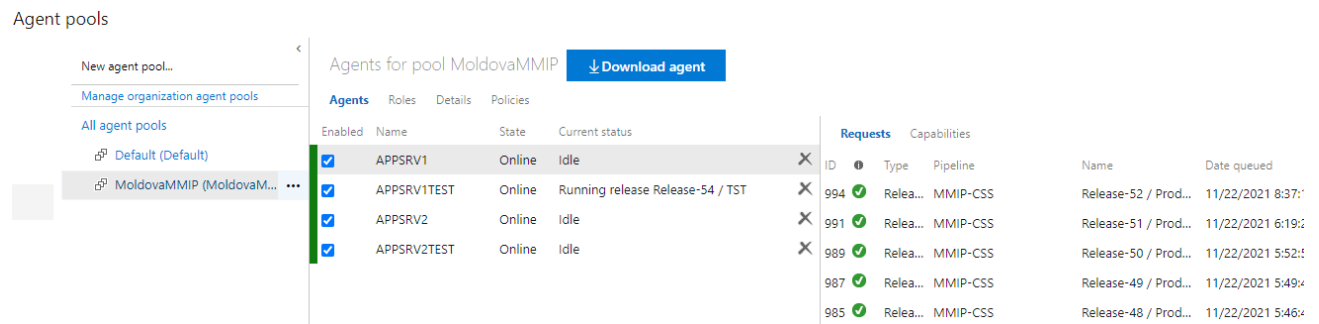 Agent pools
New agent pool...
Manage organization agent pools
All agent pools
Default (Default)
MoldovaMMIP (MoldovaM... •••
Agents for pool MoldovaMMIP Download agent
Agents Roles Details Policies
Enabled Name State Current status
APPSRV1 Online Idle
APPSRV1TEST Online Running release Release-54 / TST
APPSRV2 Online Idle
APPSRV2TEST Online Idle
Requests Capabilities
ID Type Pipeline Name Date queued
994 Relea... MMIP-CSS Release-52 / Prod... 11/22/2021 8:37:1
991 Relea... MMIP-CSS Release-51 / Prod... 11/22/2021 6:19:2
989 Relea... MMIP-CSS Release-50 / Prod... 11/22/2021 5:52:5
987 Relea... MMIP-CSS Release-49 / Prod... 11/22/2021 5:49:4
985 Relea... MMIP-CSS Release-48 / Prod... 11/22/2021 5:46:4